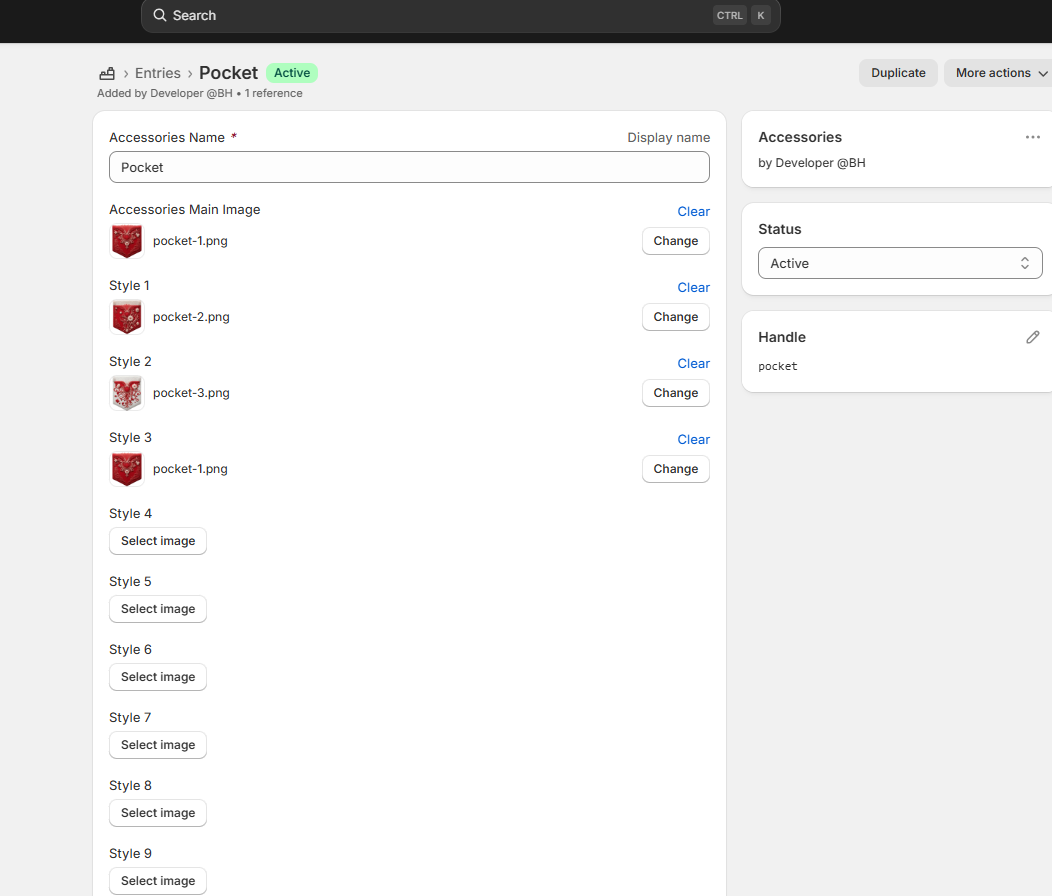 Search CTRL K
Entries › Pocket Active
Duplicate
More actions
Added by Developer @BH • 1 reference
Accessories Name * Display name
Pocket
Accessories Main Image Clear
pocket-1.png Change
Style 1 Clear
pocket-2.png Change
Style 2 Clear
pocket-3.png Change
Style 3 Clear
pocket-1.png Change
Style 4
Select image
Style 5
Select image
Style 6
Select image
Style 7
Select image
Style 8
Select image
Style 9
Select image
Accessories
by Developer @BH
Status
Active
Handle
pocket